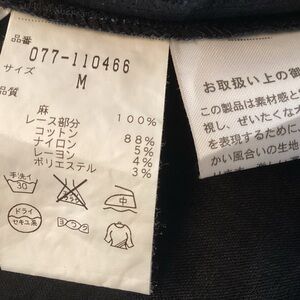 品番
077-110466
サイズ
M
品質
麻 100%
レース部分
コットン 88%
ナイロン 5%
レーヨン 4%
ポリエステル 3%
手洗イ
30
中
ドライ
セキユ系
ヨワク
お取扱い上の御
この製品は素材感と
視し、ぜいたくな
を表現するために
かい風合いの生地